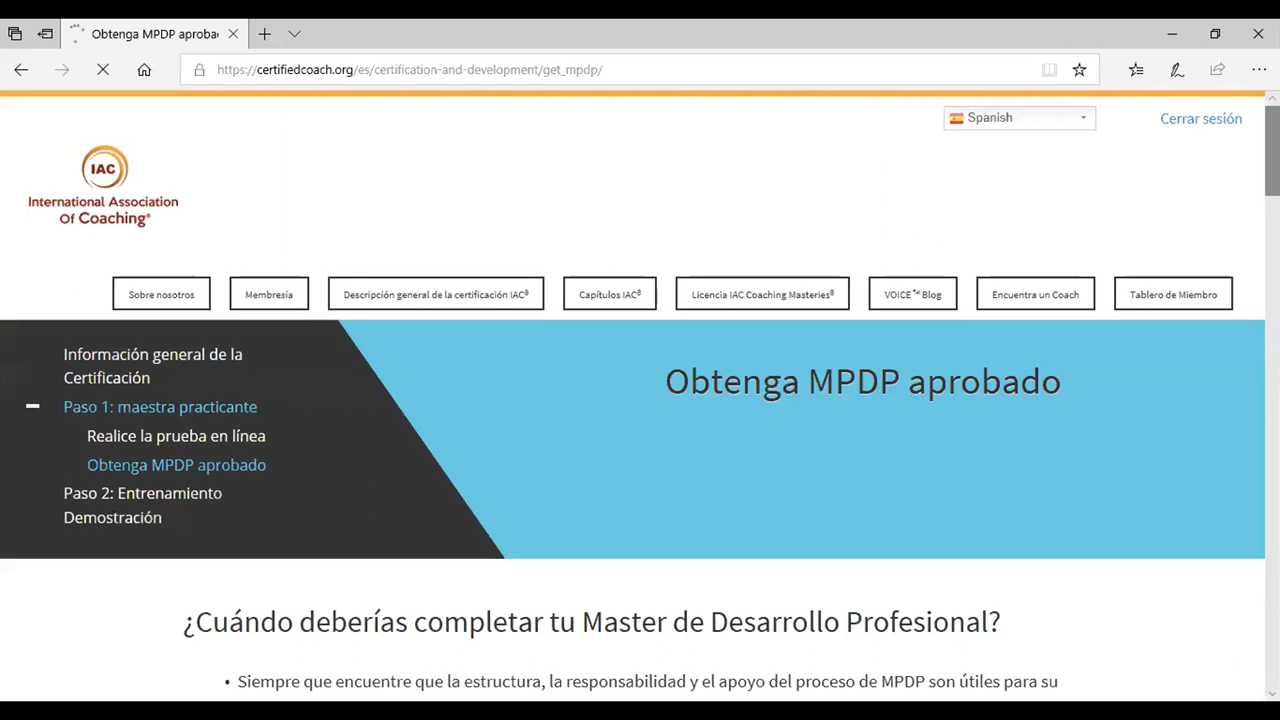 Obtenga MPDP aproba
https://certifiedcoach.org/es/certification-and-development/get_mpdp/
Spanish
Cerrar sesión
IAC
International Association
Of Coaching®
Sobre nosotros
Membresía
Descripción general de la certificación IAC®
Capítulos IAC®
Licencia IAC Coaching Masteries®
VOICE™ Blog
Encuentra un Coach
Tablero de Miembro
Información general de la
Certificación
Paso 1: maestra practicante
Realice la prueba en línea
Obtenga MPDP aprobado
Paso 2: Entrenamiento
Demostración
Obtenga MPDP aprobado
¿Cuándo deberías completar tu Master de Desarrollo Profesional?
• Siempre que encuentre que la estructura, la responsabilidad y el apoyo del proceso de MPDP son útiles para su